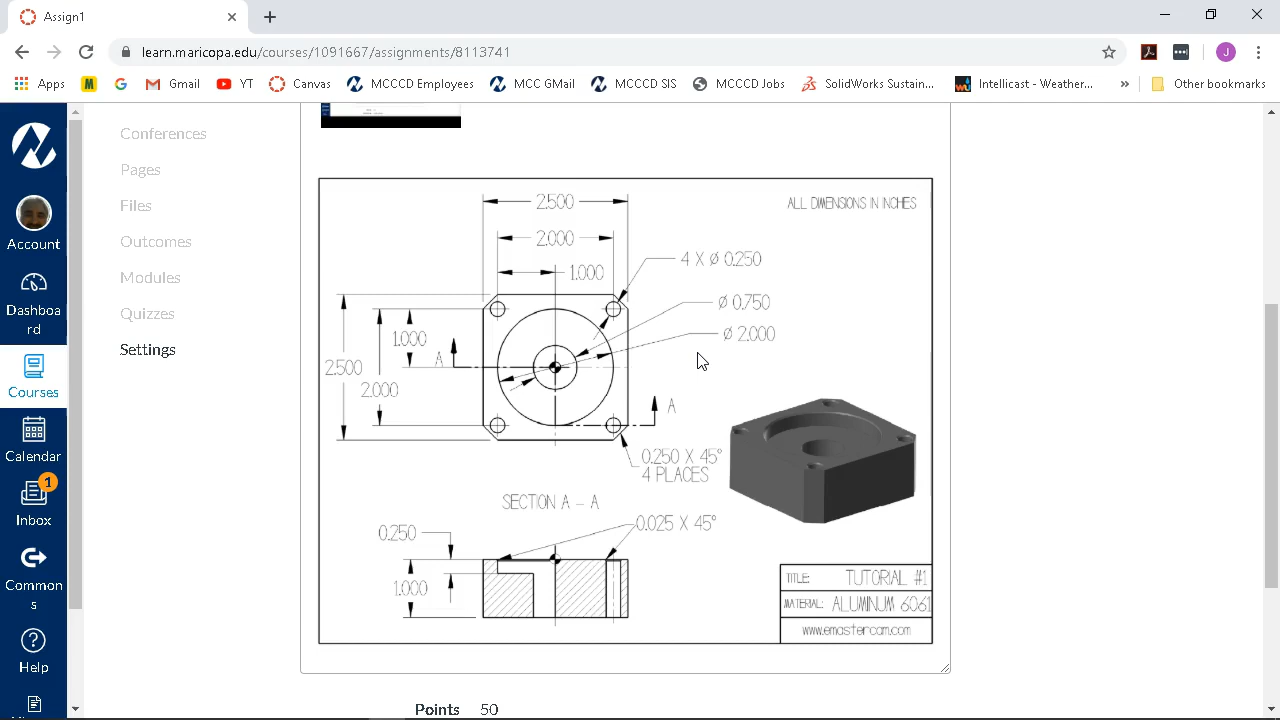 Assign1
learn.maricopa.edu/courses/1091667/assignments/8113741
J
Apps
M
Gmail
YT
Canvas
MCCCD Employees
MCC GMail
MCCCD SIS
MCCCD Jobs
SolidWorks Sustain...
Intellicast - Weather...
»
Other bookmarks
Account
Dashboa
rd
Courses
Calendar
1
Inbox
Common
s
Help
Conferences
Pages
Files
Outcomes
Modules
Quizzes
Settings
2.500
ALL DIMENSIONS IN INCHES
2.000
4 X Ø 0.250
1.000
Ø 0.750
Ø 2.000
1.000
A
2.500
2.000
A
0.250 X 45°
4 PLACES
SECTION A - A
0.025 X 45°
0.250
1.000
TITLE: TUTORIAL #1
MATERIAL: ALUMINUM 6061
www.emastercam.com
Points 50